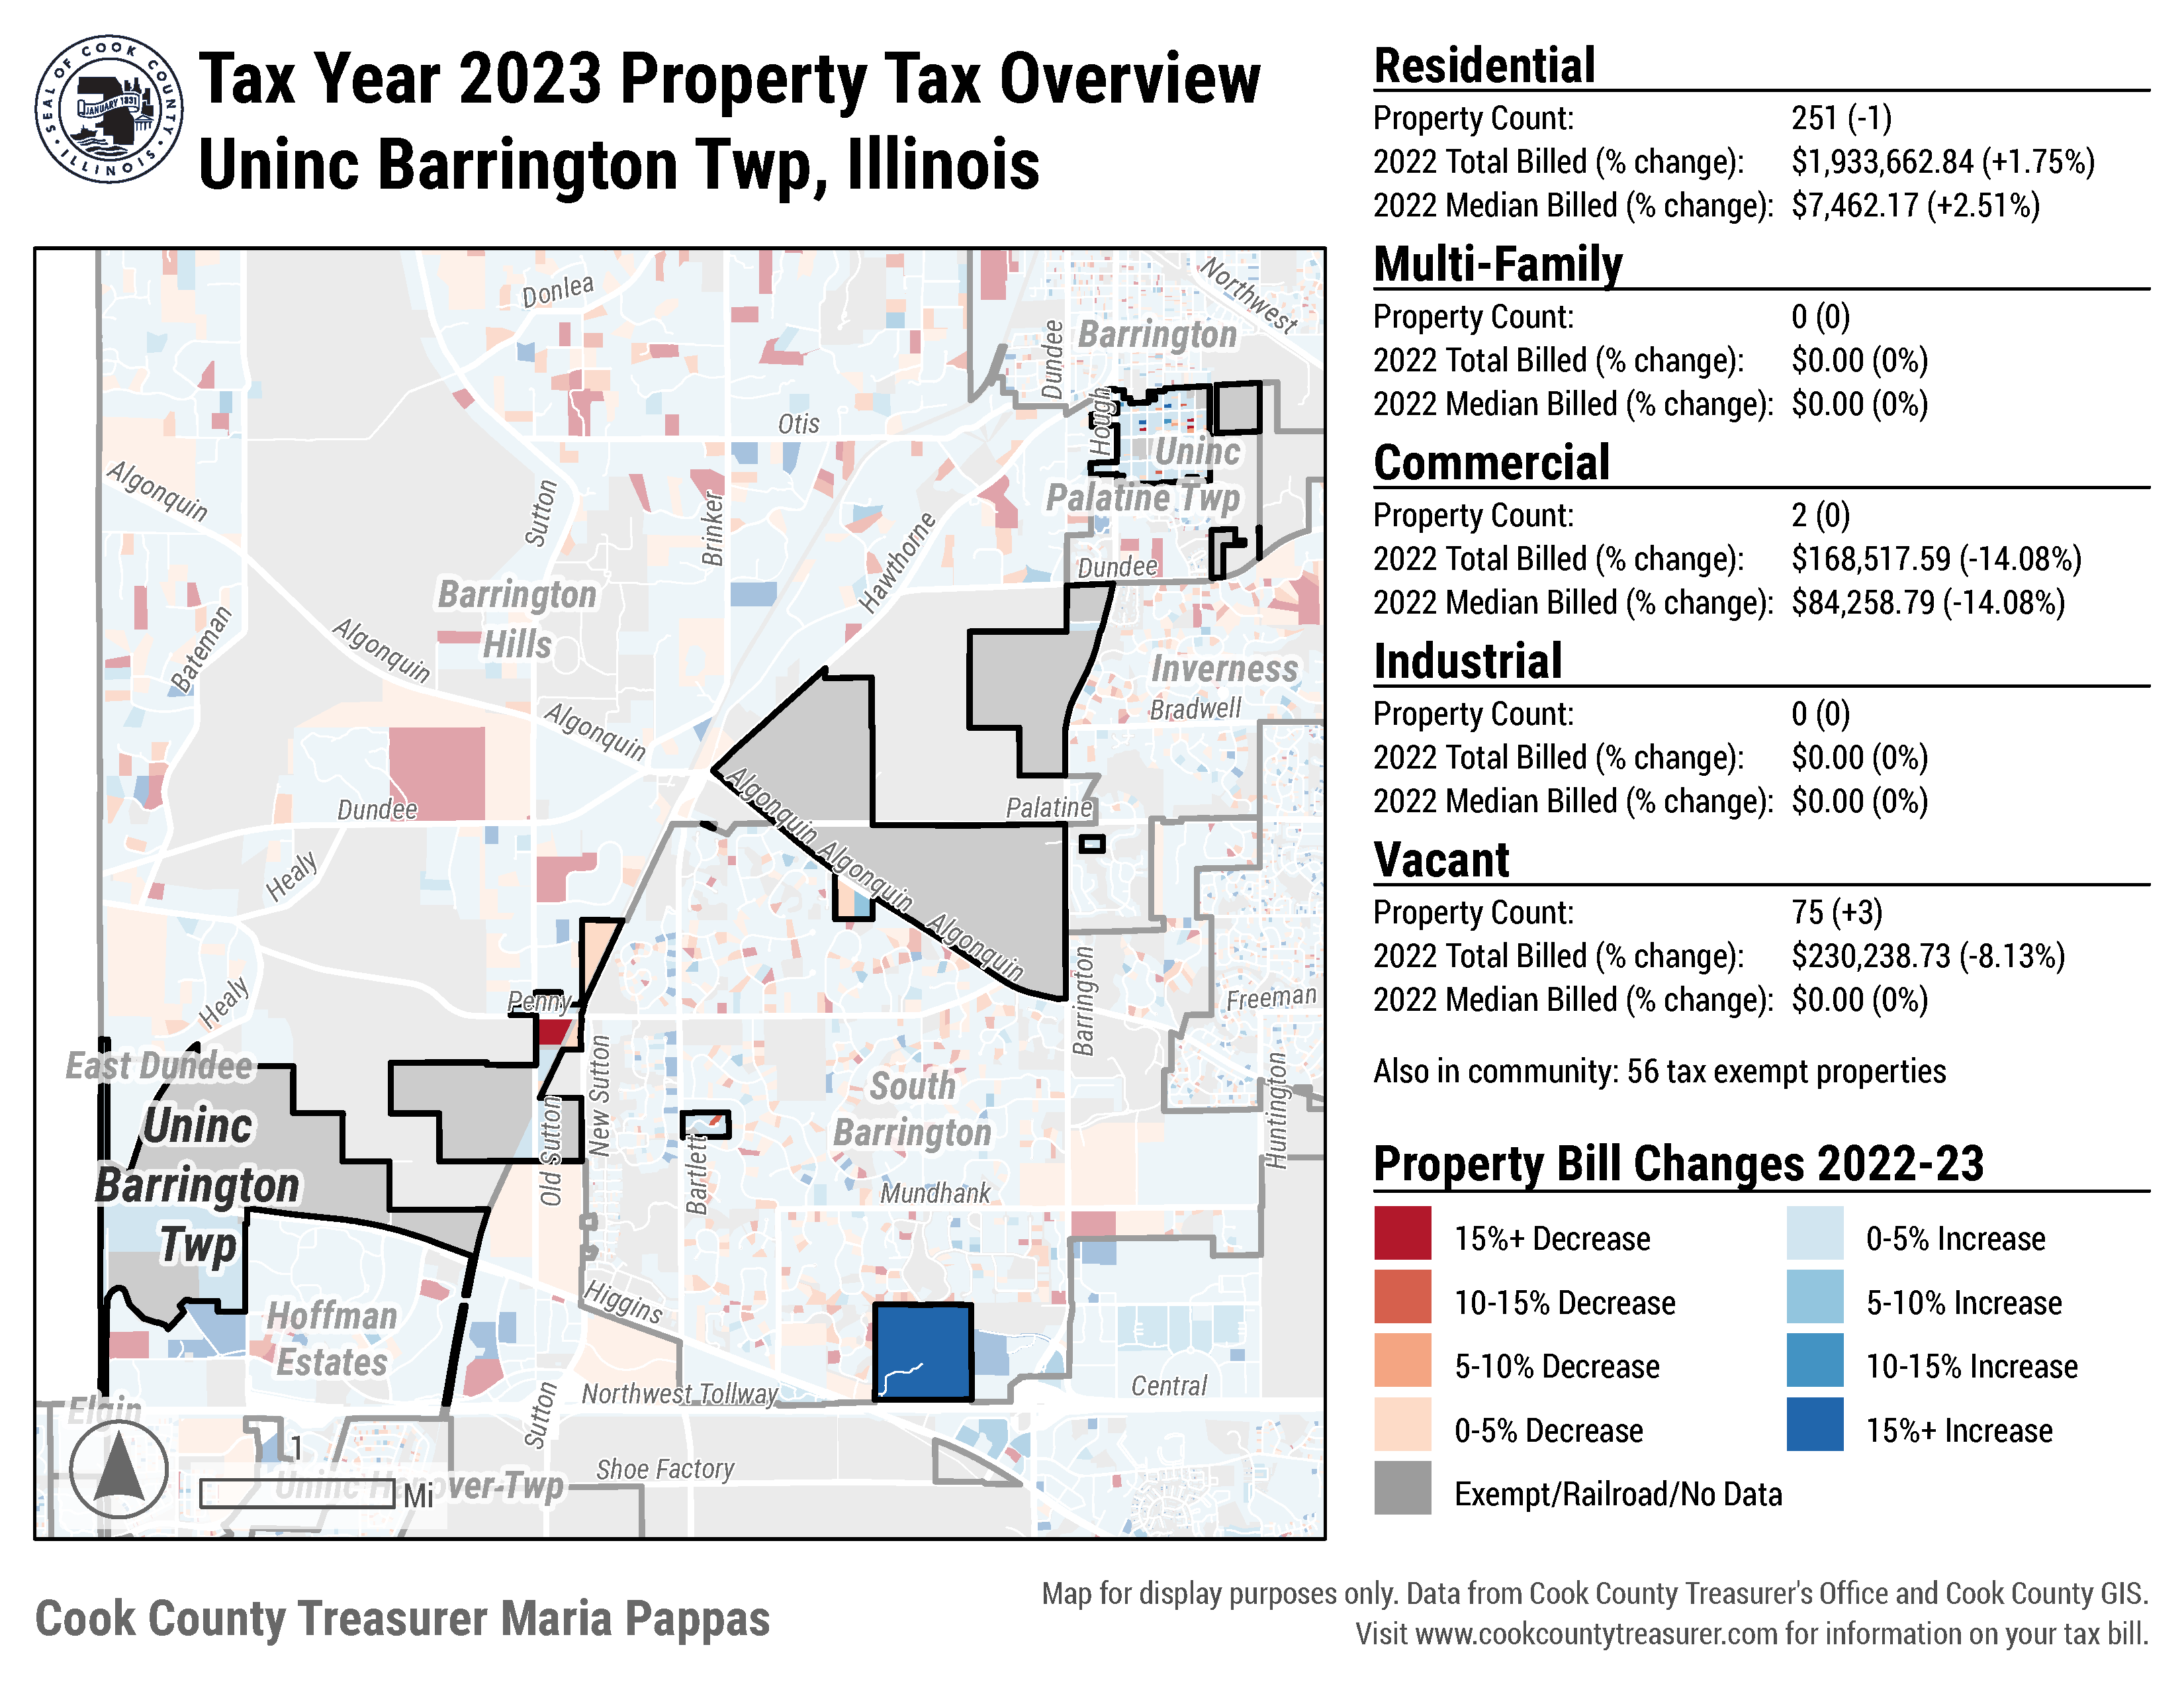 SEAL OF COOK COUNTY
JANUARY 1831
ILLINOIS
Tax Year 2023 Property Tax Overview
Uninc Barrington Twp, Illinois
Donlea
Northwest
Dundee
Barrington
Otis
Hough
Uninc
Palatine Twp
Algonquin
Sutton
Brinker
Hawthorne
Dundee
Barrington
Hills
Bateman
Algonquin
Inverness
Bradwell
Algonquin
Algonquin
Palatine
Dundee
Algonquin
Healy
Algonquin
Barrington
Healy
Penny
Freeman
East Dundee
New Sutton
Huntington
South
Barrington
Uninc
Barrington
Twp
Old Sutton
Bartlett
Mundhank
Higgins
Hoffman
Estates
Northwest Tollway
Central
Elgin
Sutton
Shoe Factory
Uninc Hanover-Twp
1
Mi
Residential
Property Count: 251 (-1)
2022 Total Billed (% change): $1,933,662.84 (+1.75%)
2022 Median Billed (% change): $7,462.17 (+2.51%)
Multi-Family
Property Count: 0 (0)
2022 Total Billed (% change): $0.00 (0%)
2022 Median Billed (% change): $0.00 (0%)
Commercial
Property Count: 2 (0)
2022 Total Billed (% change): $168,517.59 (-14.08%)
2022 Median Billed (% change): $84,258.79 (-14.08%)
Industrial
Property Count: 0 (0)
2022 Total Billed (% change): $0.00 (0%)
2022 Median Billed (% change): $0.00 (0%)
Vacant
Property Count: 75 (+3)
2022 Total Billed (% change): $230,238.73 (-8.13%)
2022 Median Billed (% change): $0.00 (0%)
Also in community: 56 tax exempt properties
Property Bill Changes 2022-23
15%+ Decrease
0-5% Increase
10-15% Decrease
5-10% Increase
5-10% Decrease
10-15% Increase
0-5% Decrease
15%+ Increase
Exempt/Railroad/No Data
Cook County Treasurer Maria Pappas
Map for display purposes only. Data from Cook County Treasurer's Office and Cook County GIS.
Visit www.cookcountytreasurer.com for information on your tax bill.